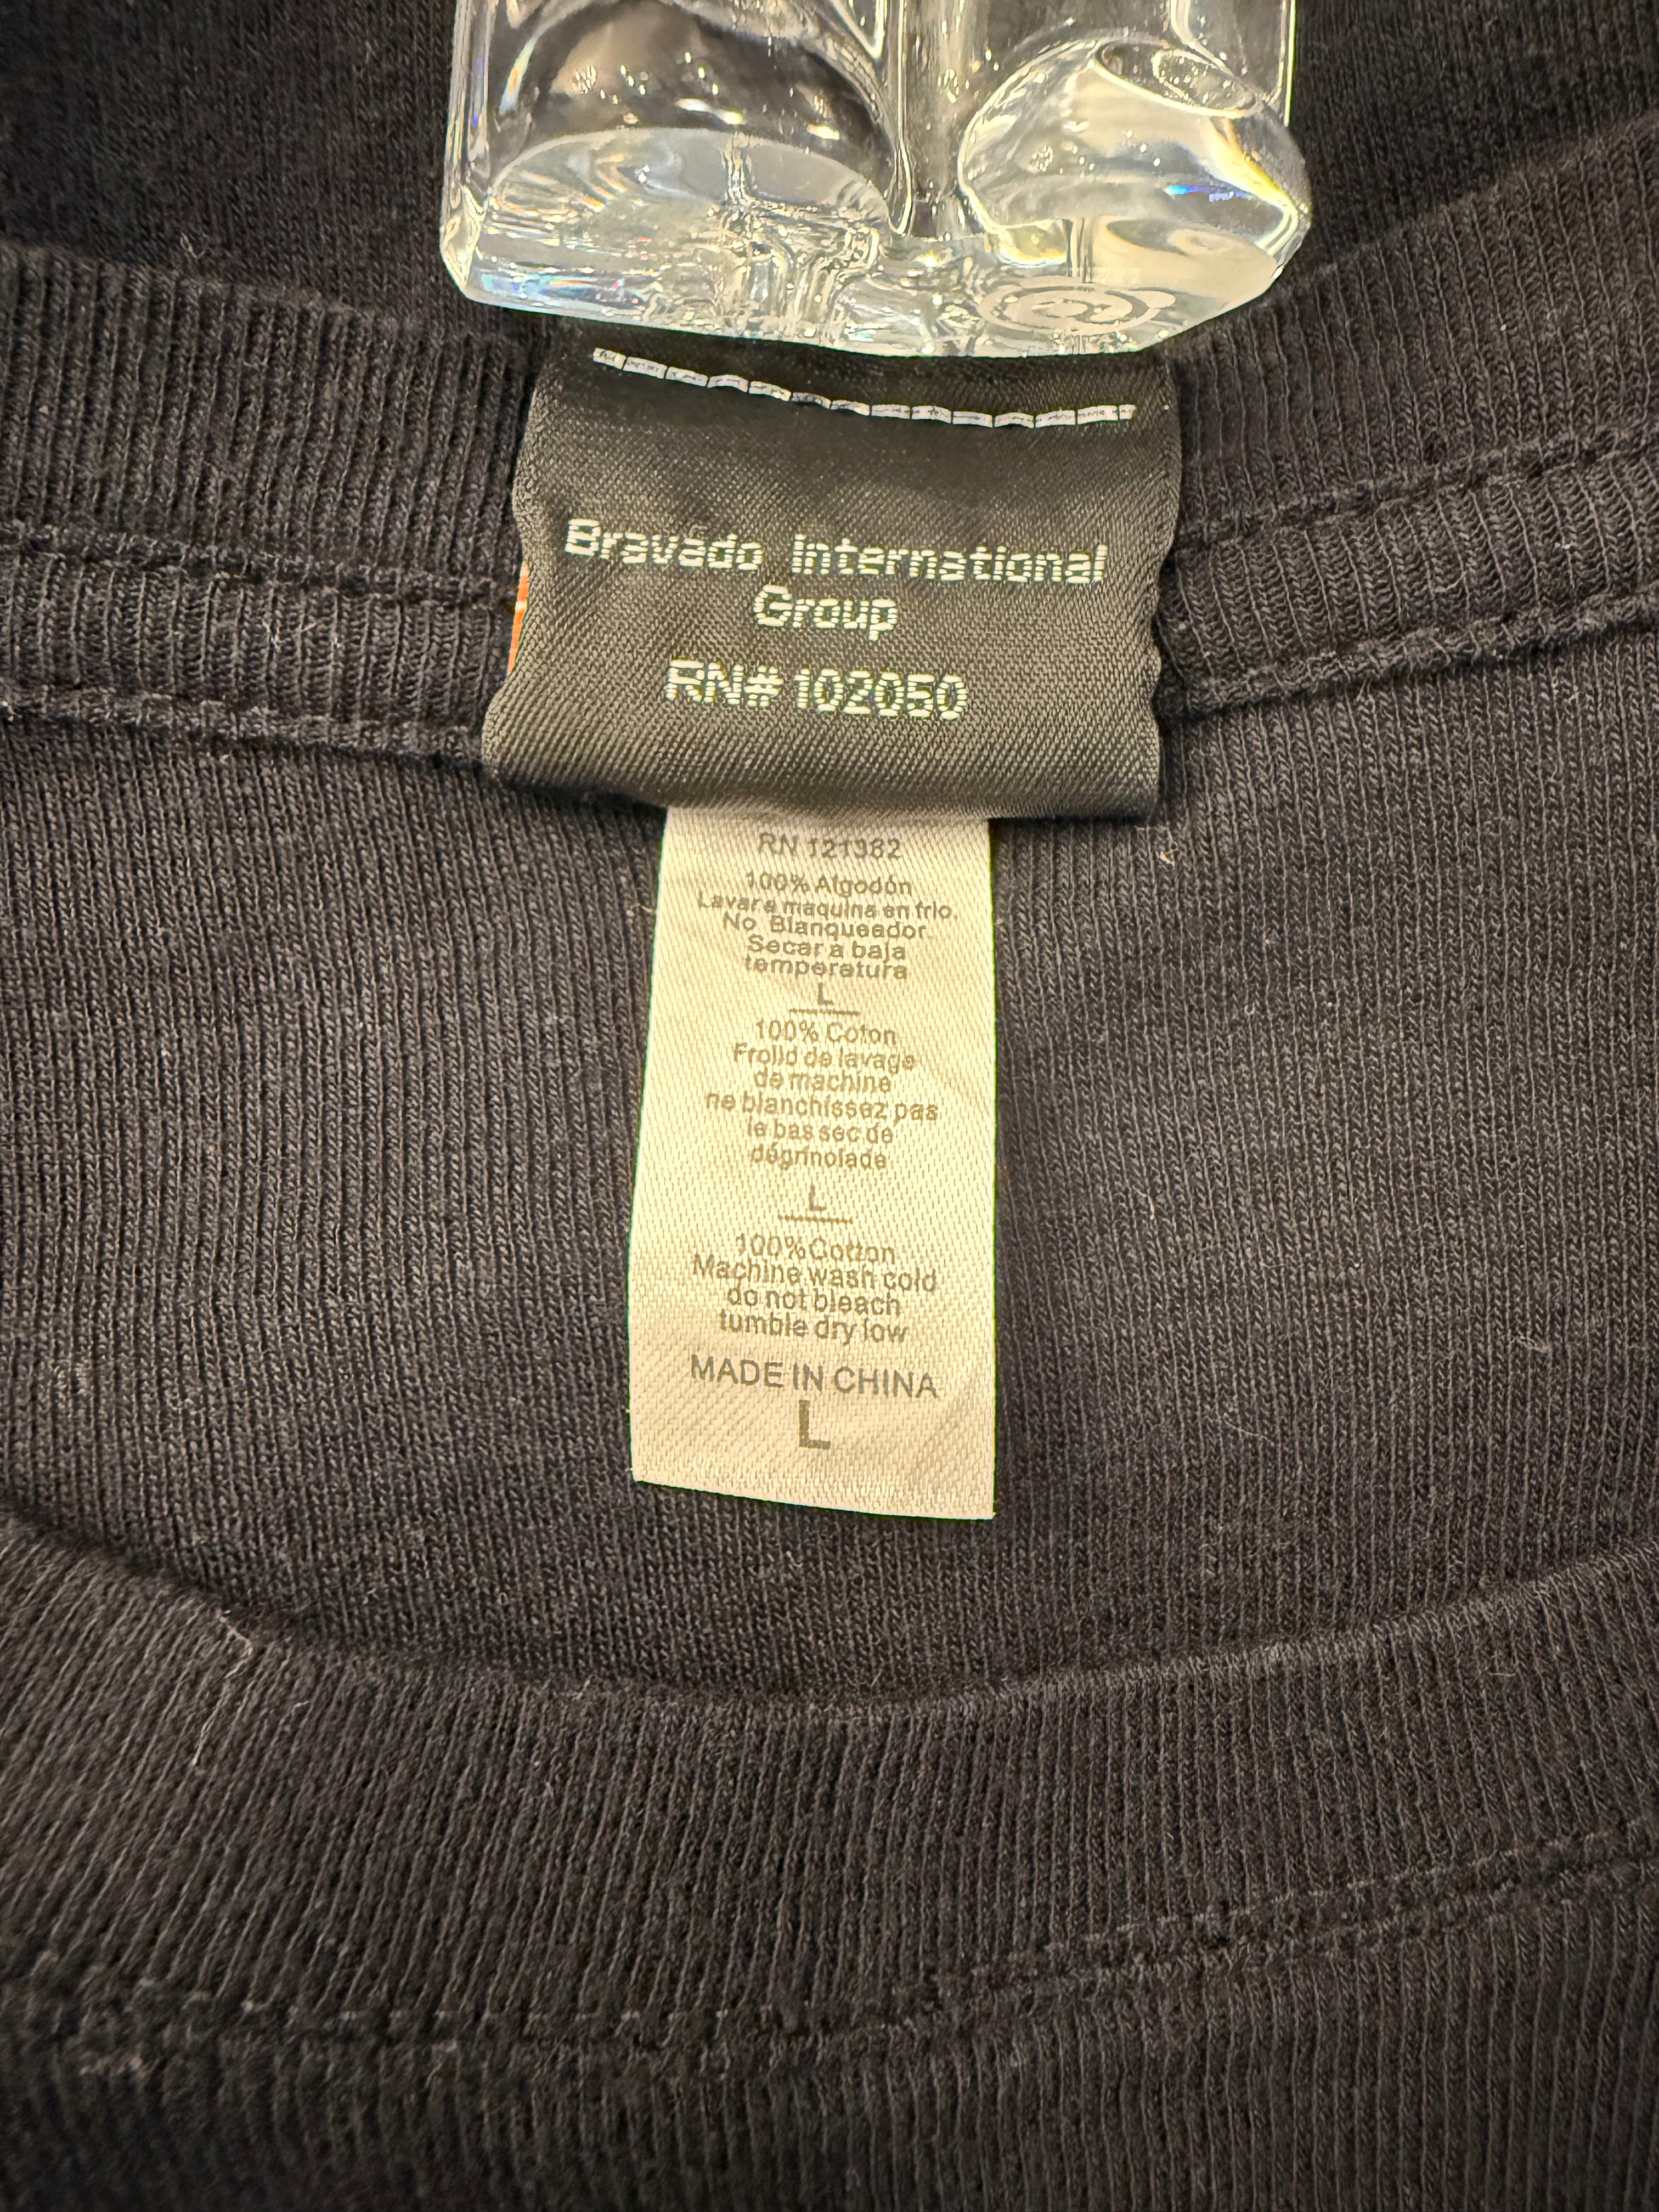 Bravado International
Group
RN# 102050
RN 121382
100% Algodón
Lavar a maquina en frio.
No Blanqueador.
Secar a baja
temperatura
L
100% Coton
Frolld de lavage
de machine
ne blanchissez pas
le bas sec de
dégrinolade
L
100%Cotton
Machine wash cold
do not bleach
tumble dry low
MADE IN CHINA
L